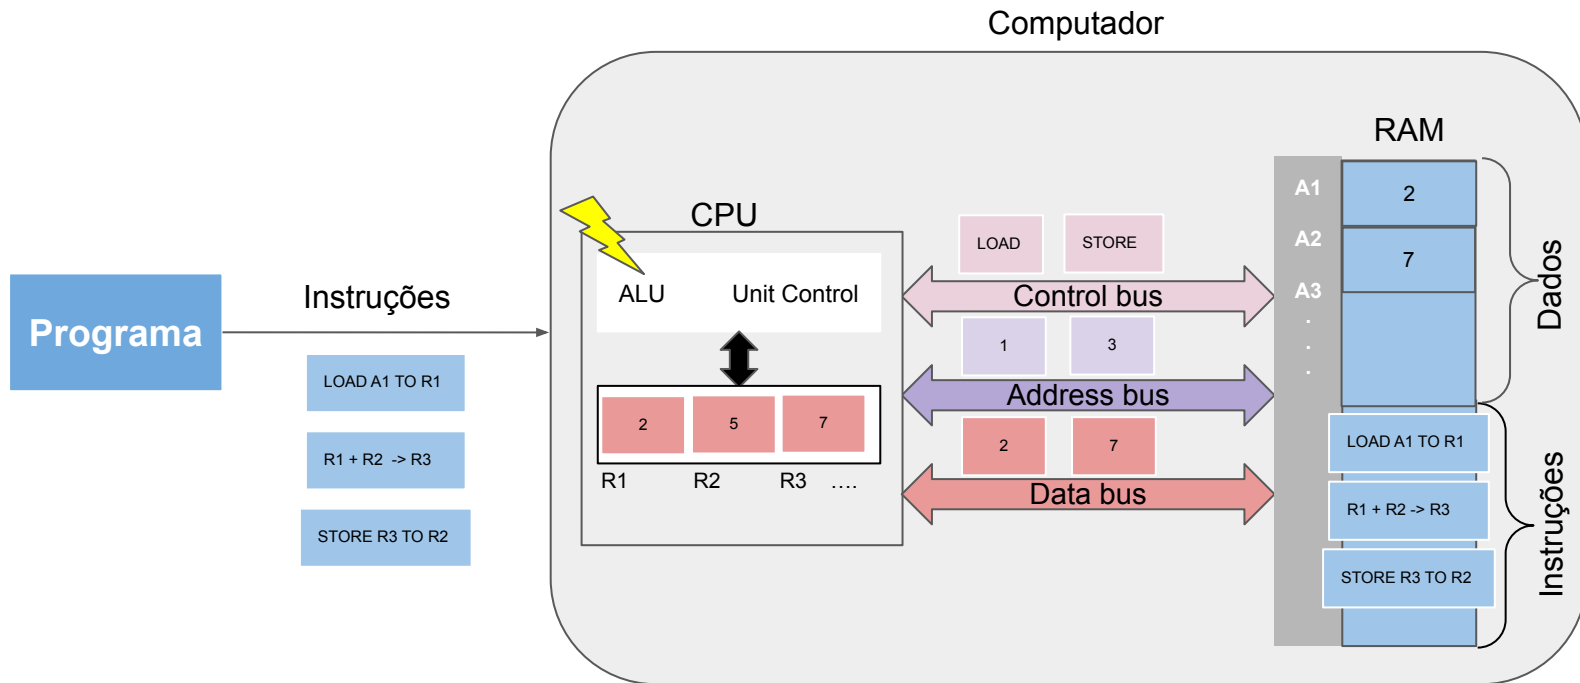 Computador
Programa
Instruções
LOAD A1 TO R1
R1 + R2 -> R3
STORE R3 TO R2
CPU
ALU
Unit Control
2
5
7
R1
R2
R3
....
LOAD
STORE
Control bus
1
3
Address bus
2
7
Data bus
RAM
A1
2
A2
7
A3
.
.
.
Dados
LOAD A1 TO R1
R1 + R2 -> R3
STORE R3 TO R2
Instruções